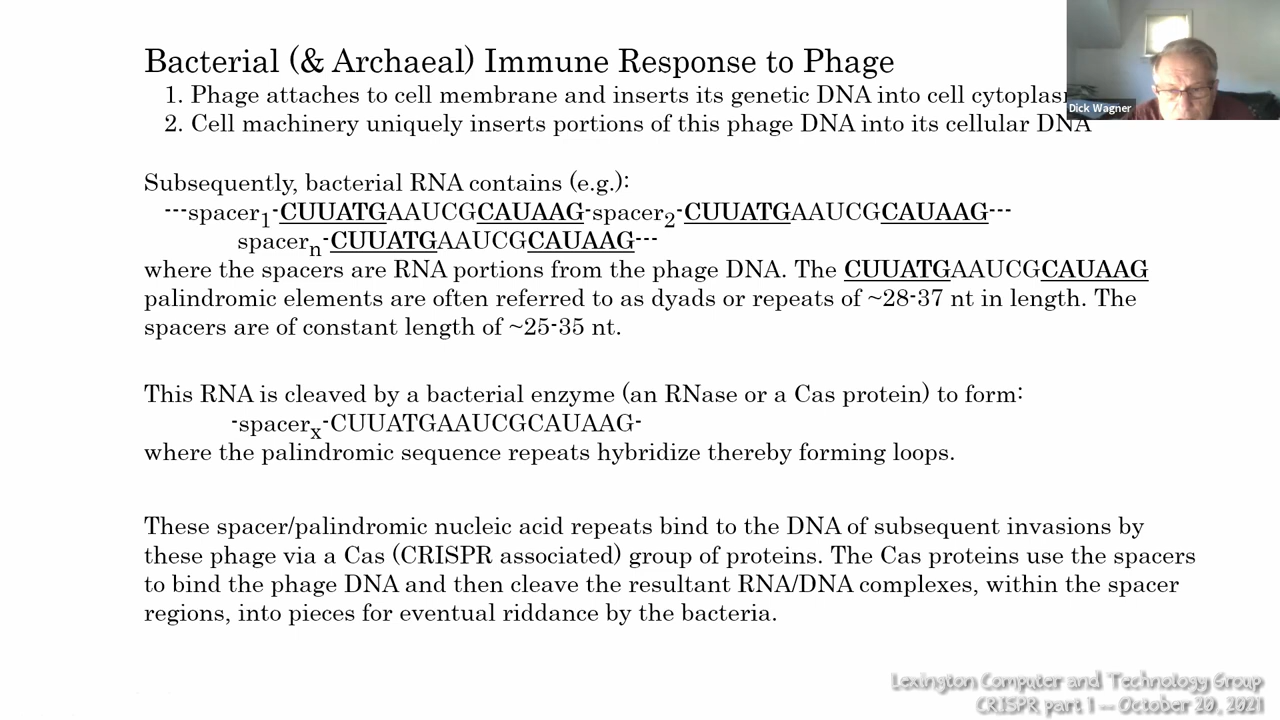 Bacterial (& Archaeal) Immune Response to Phage
1. Phage attaches to cell membrane and inserts its genetic DNA into cell
2. Cell machinery uniquely inserts portions of this phage DNA into its cellular DNA
Dick Wagner
Subsequently, bacterial RNA contains (e.g.):
---spacer1-CUUATGAAUCGCAUAAG-spacer2-CUUATGAAUCGCAUAAG---
spacern-CUUATGAAUCGCAUAAG---
where the spacers are RNA portions from the phage DNA. The CUUATGAAUCGCAUAAG
palindromic elements are often referred to as dyads or repeats of ~28-37 nt in length. The
spacers are of constant length of ~25-35 nt.
This RNA is cleaved by a bacterial enzyme (an RNase or a Cas protein) to form:
-spacerx-CUUATGAAUCGCAUAAG-
where the palindromic sequence repeats hybridize thereby forming loops.
These spacer/palindromic nucleic acid repeats bind to the DNA of subsequent invasions by
these phage via a Cas (CRISPR associated) group of proteins. The Cas proteins use the spacers
to bind the phage DNA and then cleave the resultant RNA/DNA complexes, within the spacer
regions, into pieces for eventual riddance by the bacteria.
Lexington Computer and Technology Group
CRISPR part 1 -- October 20, 2021